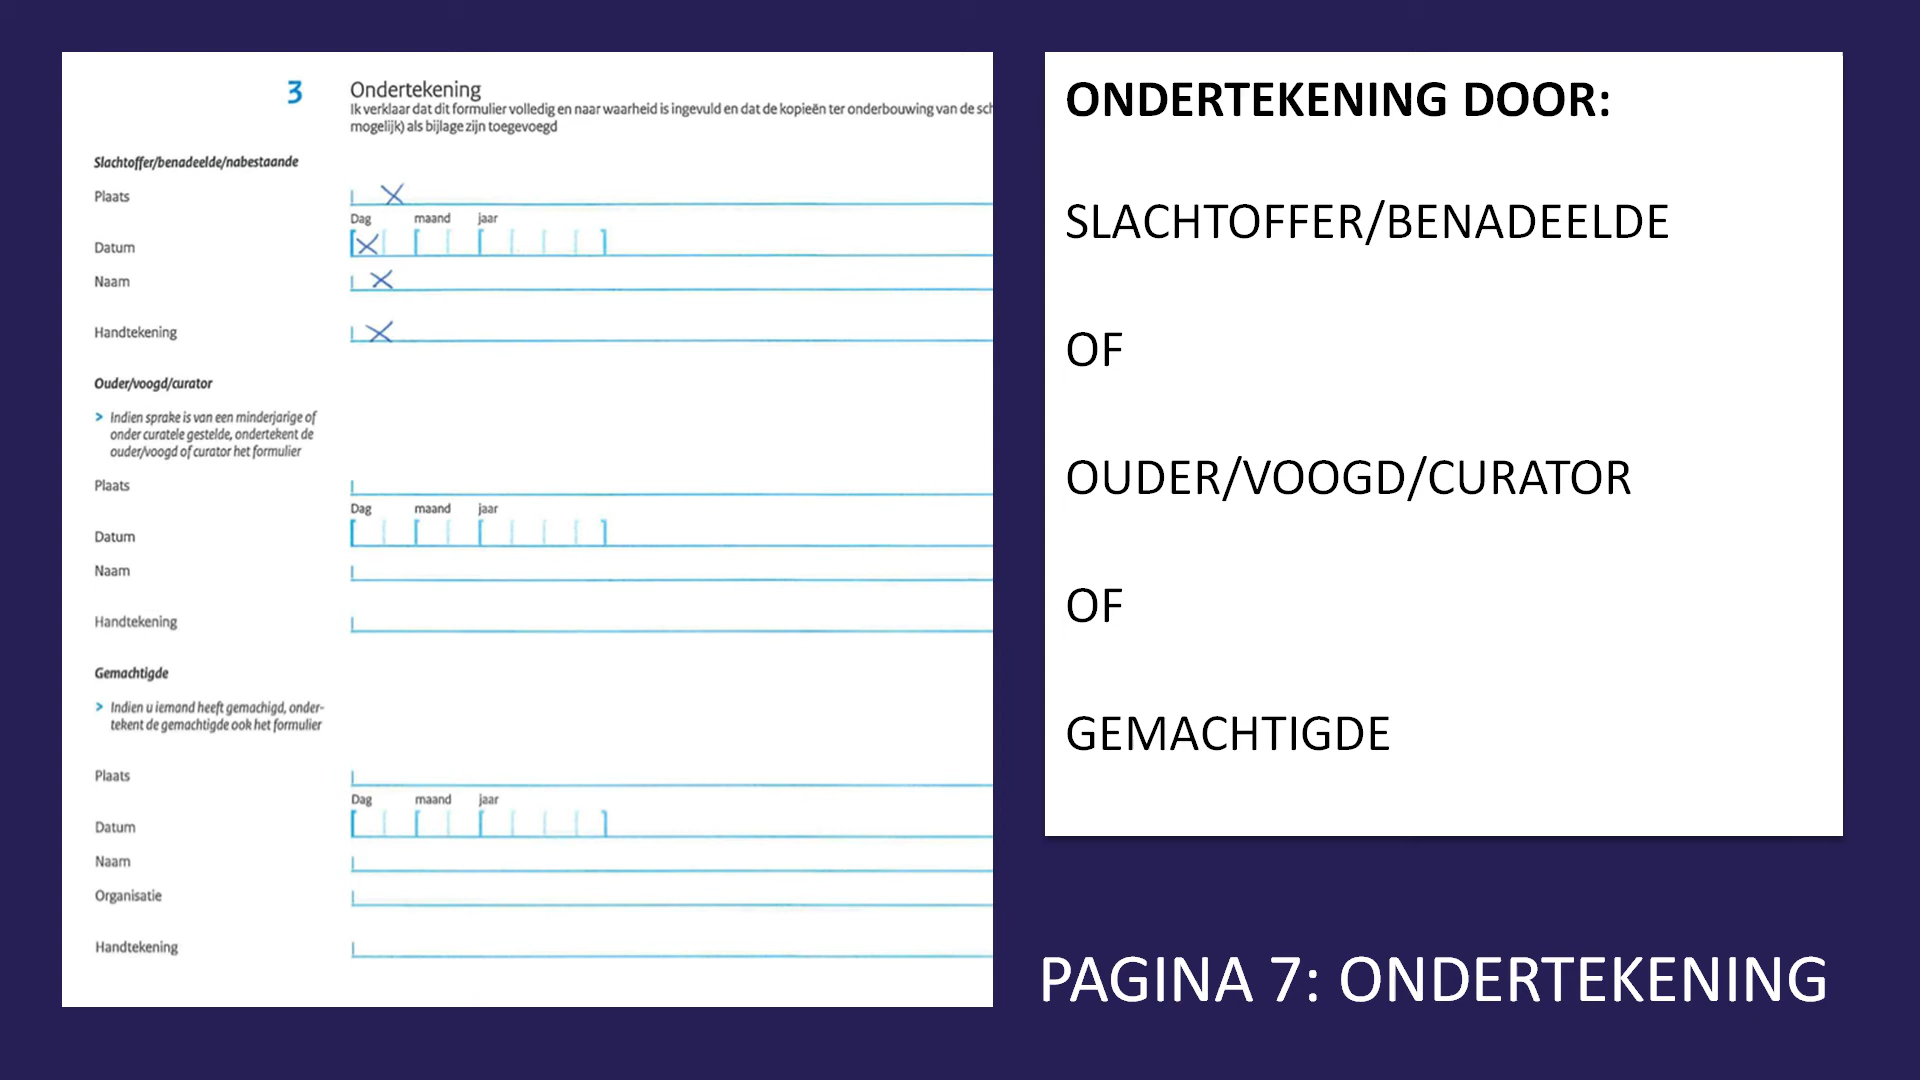 3
Ondertekening
Ik verklaar dat dit formulier volledig en naar waarheid is ingevuld en dat de kopieën ter onderbouwing van de
mogelijk) als bijlage zijn toegevoegd
Slachtoffer/benadeelde/nabestaande
Plaats
X
Dag maand jaar
Datum
X
Naam
X
Handtekening
X
Ouder/voogd/curator
> Indien sprake is van een minderjarige of
onder curatele gestelde, ondertekent de
ouder/voogd of curator het formulier
Plaats
Dag maand jaar
Datum
Naam
Handtekening
Gemachtigde
> Indien u iemand heeft gemachigd, onder-
tekent de gemachtigde ook het formulier
Plaats
Dag maand jaar
Datum
Naam
Organisatie
Handtekening
ONDERTEKENING DOOR:
SLACHTOFFER/BENADEELDE
OF
OUDER/VOOGD/CURATOR
OF
GEMACHTIGDE
PAGINA 7: ONDERTEKENING